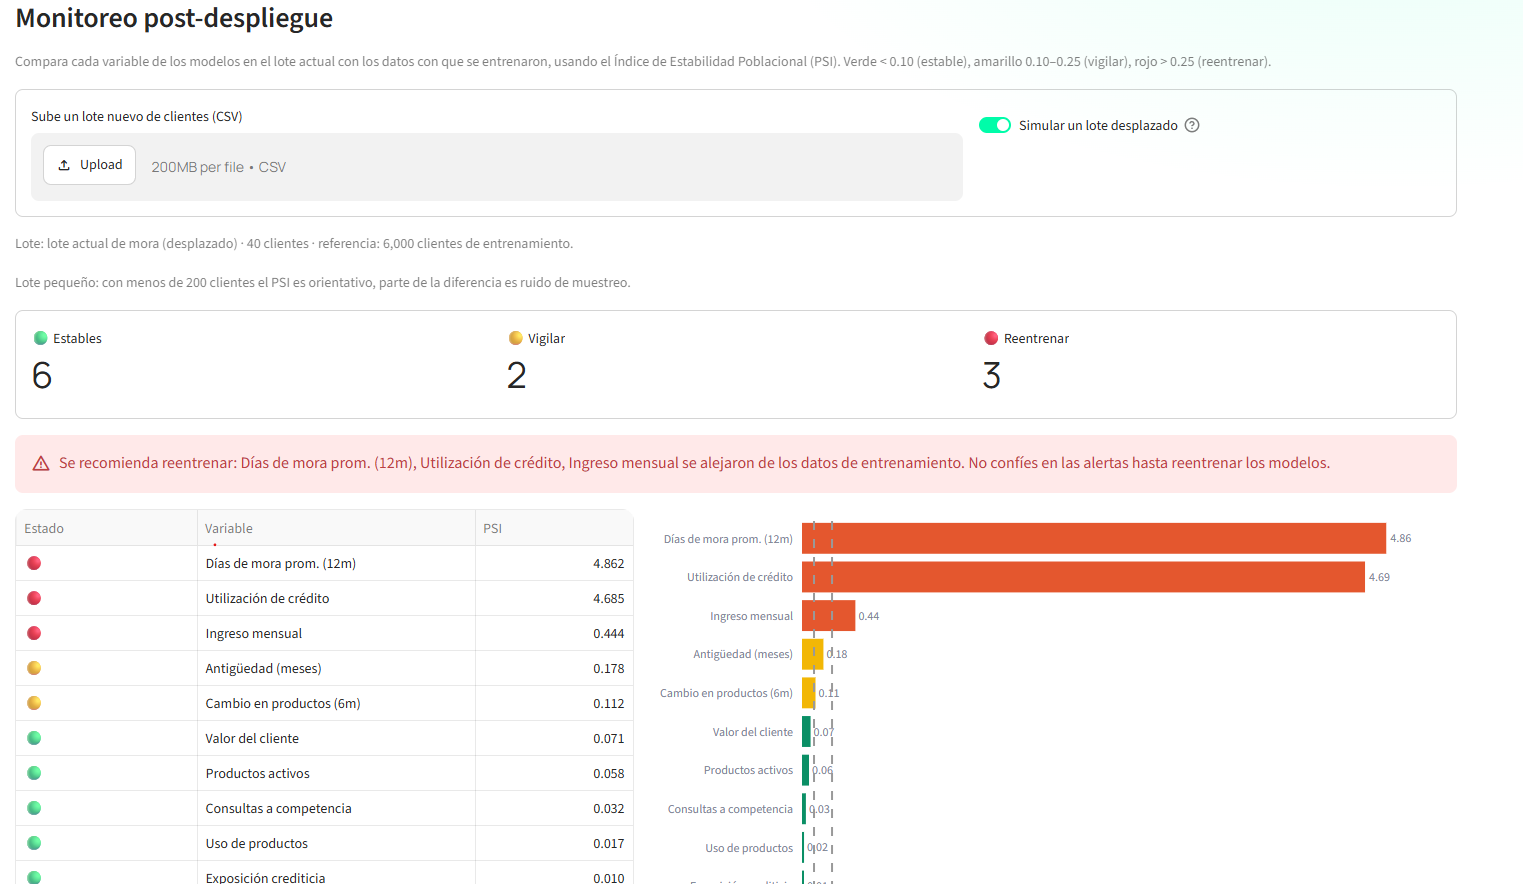 Monitoreo post-despliegue
Compara cada variable de los modelos en el lote actual con los datos con que se entrenaron, usando el Índice de Estabilidad Poblacional (PSI). Verde < 0.10 (estable), amarillo 0.10–0.25 (vigilar), rojo > 0.25 (reentrenar).
Sube un lote nuevo de clientes (CSV)
Upload
200MB per file • CSV
Simular un lote desplazado
Lote: lote actual de mora (desplazado) · 40 clientes · referencia: 6,000 clientes de entrenamiento.
Lote pequeño: con menos de 200 clientes el PSI es orientativo, parte de la diferencia es ruido de muestreo.
Estables
6
Vigilar
2
Reentrenar
3
Se recomienda reentrenar: Días de mora prom. (12m), Utilización de crédito, Ingreso mensual se alejaron de los datos de entrenamiento. No confíes en las alertas hasta reentrenar los modelos.
Estado Variable PSI
Días de mora prom. (12m) 4.862
Utilización de crédito 4.685
Ingreso mensual 0.444
Antigüedad (meses) 0.178
Cambio en productos (6m) 0.112
Valor del cliente 0.071
Productos activos 0.058
Consultas a competencia 0.032
Uso de productos 0.017
Exposición crediticia 0.010
Días de mora prom. (12m) 4.86
Utilización de crédito 4.69
Ingreso mensual 0.44
Antigüedad (meses) 0.18
Cambio en productos (6m) 0.11
Valor del cliente 0.07
Productos activos 0.06
Consultas a competencia 0.03
Uso de productos 0.02